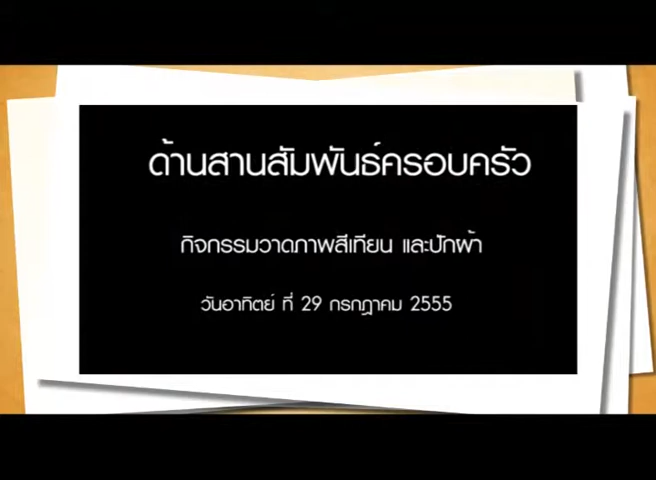 ด้านสานสัมพันธ์ครอบครัว
กิจกรรมวาดภาพสีเทียน และปักผ้า
วันอาทิตย์ ที่ 29 กรกฎาคม 2555